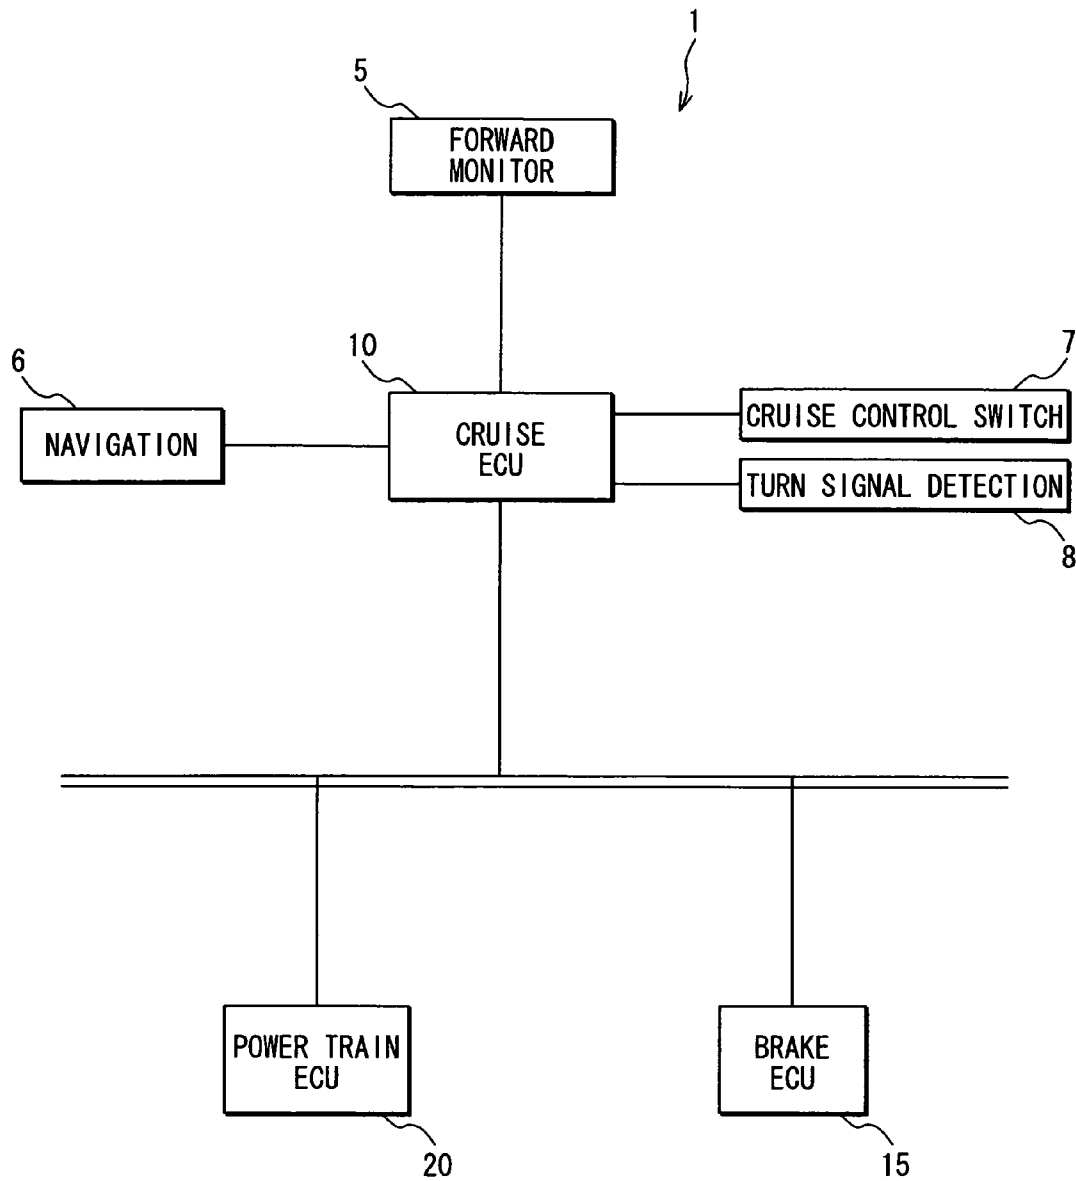 1
5
FORWARD
MONITOR
6
NAVIGATION
10
CRUISE
ECU
7
CRUISE CONTROL SWITCH
TURN SIGNAL DETECTION
8
POWER TRAIN
ECU
20
BRAKE
ECU
15